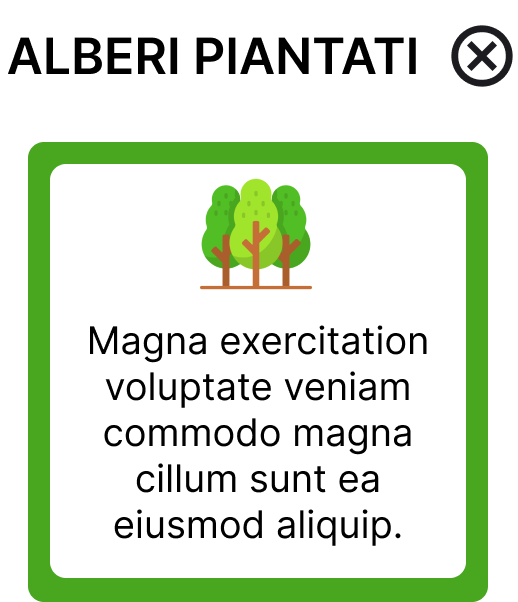 ALBERI PIANTATI
Magna exercitation
voluptate veniam
commodo magna
cillum sunt ea
eiusmod aliquip.